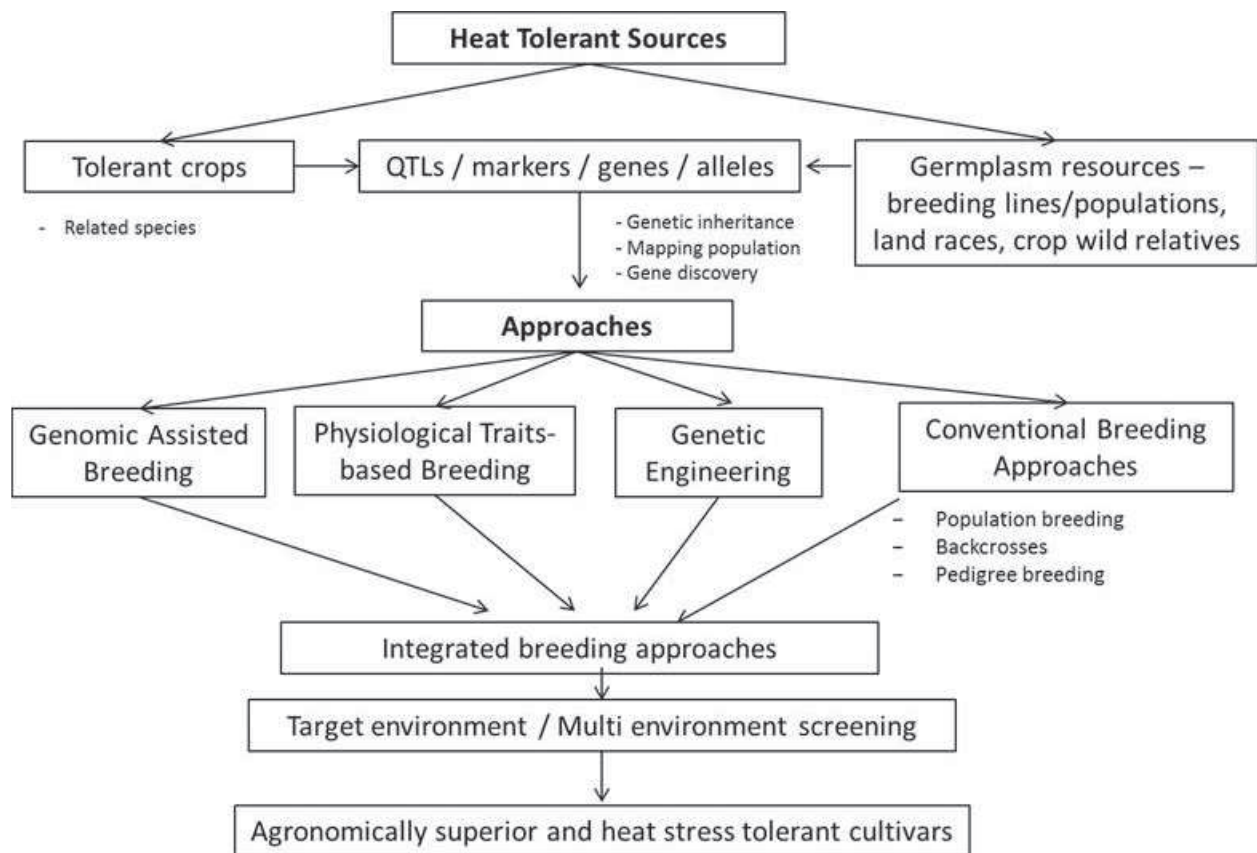 Heat Tolerant Sources
Tolerant crops
- Related species
QTLs / markers / genes / alleles
- Genetic inheritance
- Mapping population
- Gene discovery
Germplasm resources –
breeding lines/populations,
land races, crop wild relatives
Approaches
Genomic Assisted
Breeding
Physiological Traits-
based Breeding
Genetic
Engineering
Conventional Breeding
Approaches
– Population breeding
– Backcrosses
– Pedigree breeding
Integrated breeding approaches
Target environment / Multi environment screening
Agronomically superior and heat stress tolerant cultivars